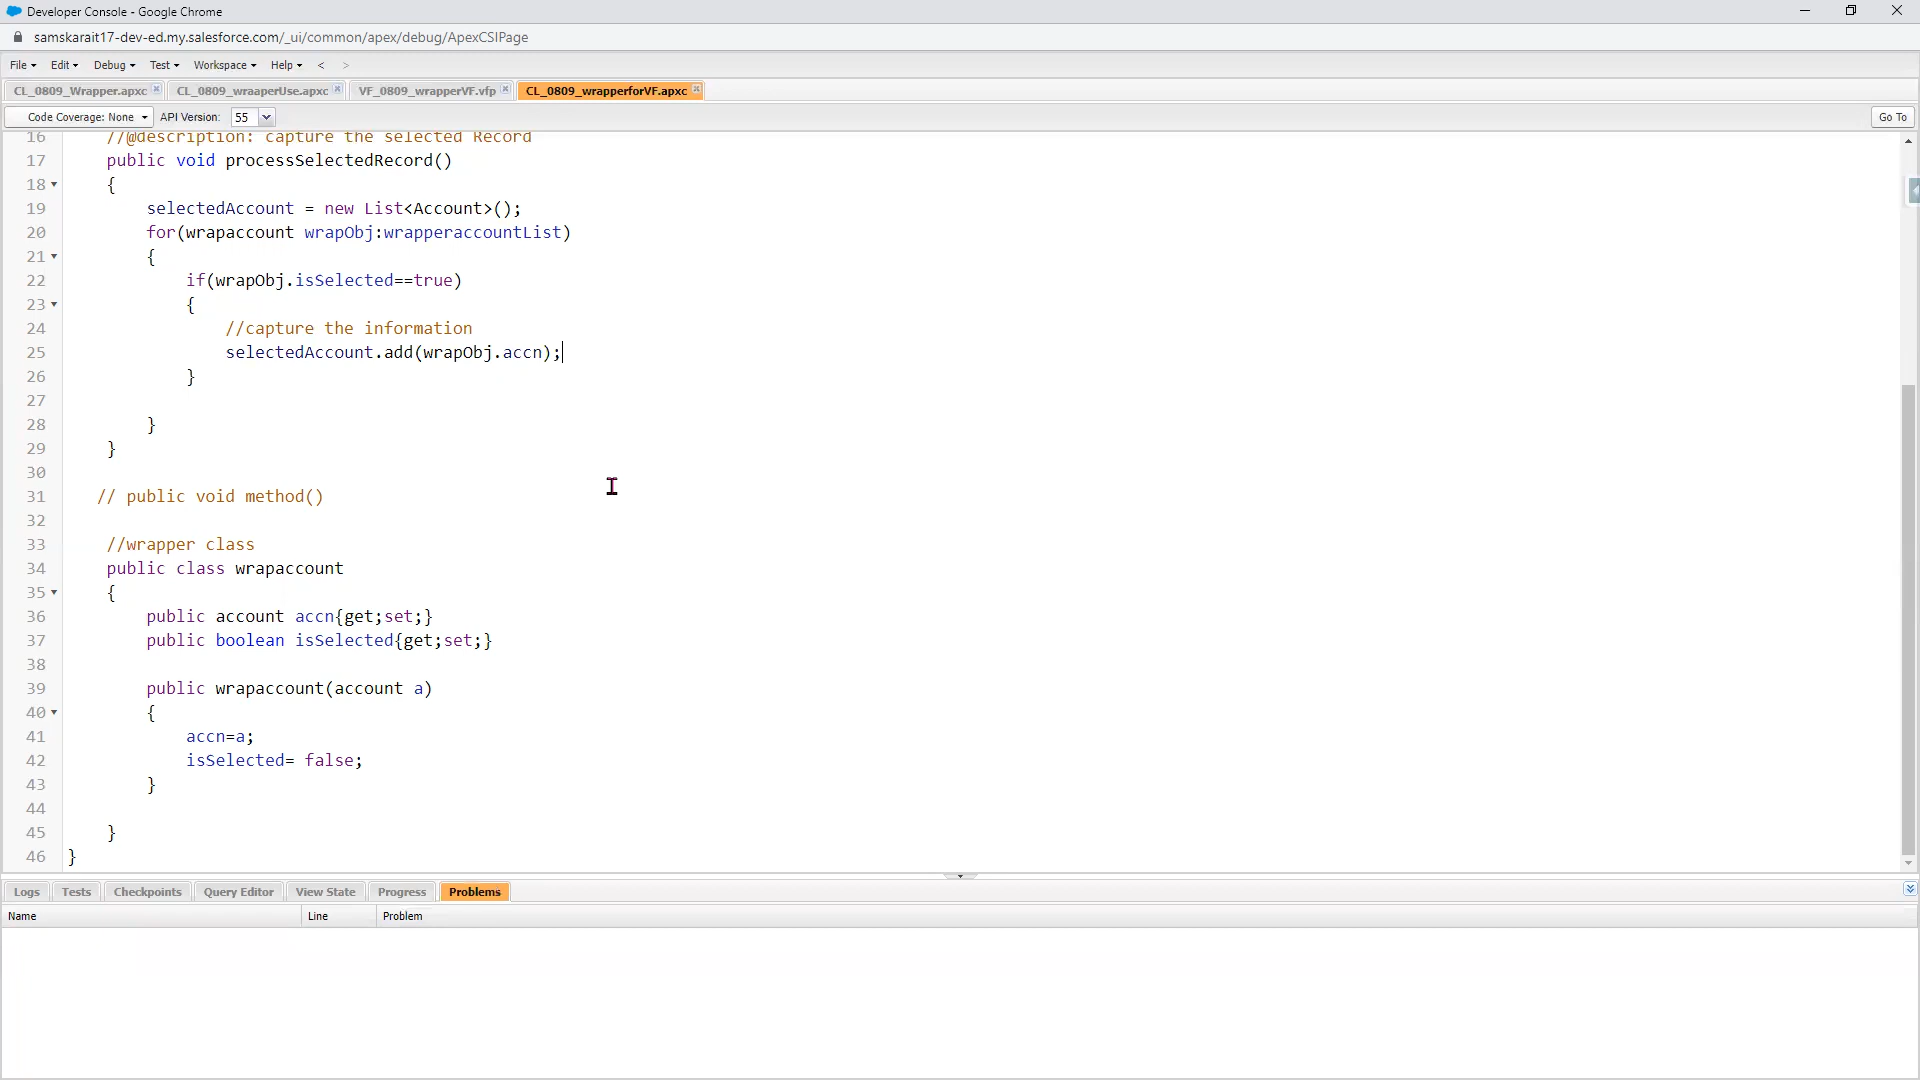 Developer Console - Google Chrome
samskarait17-dev-ed.my.salesforce.com/_ui/common/apex/debug/ApexCSIPage
File Edit Debug Test Workspace Help < >
CL_0809_Wrapper.apxc CL_0809_wraaperUse.apxc VF_0809_wrapperVF.vfp CL_0809_wrapperforVF.apxc
Code Coverage: None API Version: 55 Go To
16 //@description: capture the selected Record
17 public void processSelectedRecord()
18 {
19 selectedAccount = new List<Account>();
20 for(wrapaccount wrapObj:wrapperaccountList)
21 {
22 if(wrapObj.isSelected==true)
23 {
24 //capture the information
25 selectedAccount.add(wrapObj.accn);
26 }
27
28 }
29 }
30
31 // public void method()
32
33 //wrapper class
34 public class wrapaccount
35 {
36 public account accn{get;set;}
37 public boolean isSelected{get;set;}
38
39 public wrapaccount(account a)
40 {
41 accn=a;
42 isSelected= false;
43 }
44
45 }
46 }
Logs Tests Checkpoints Query Editor View State Progress Problems
Name Line Problem